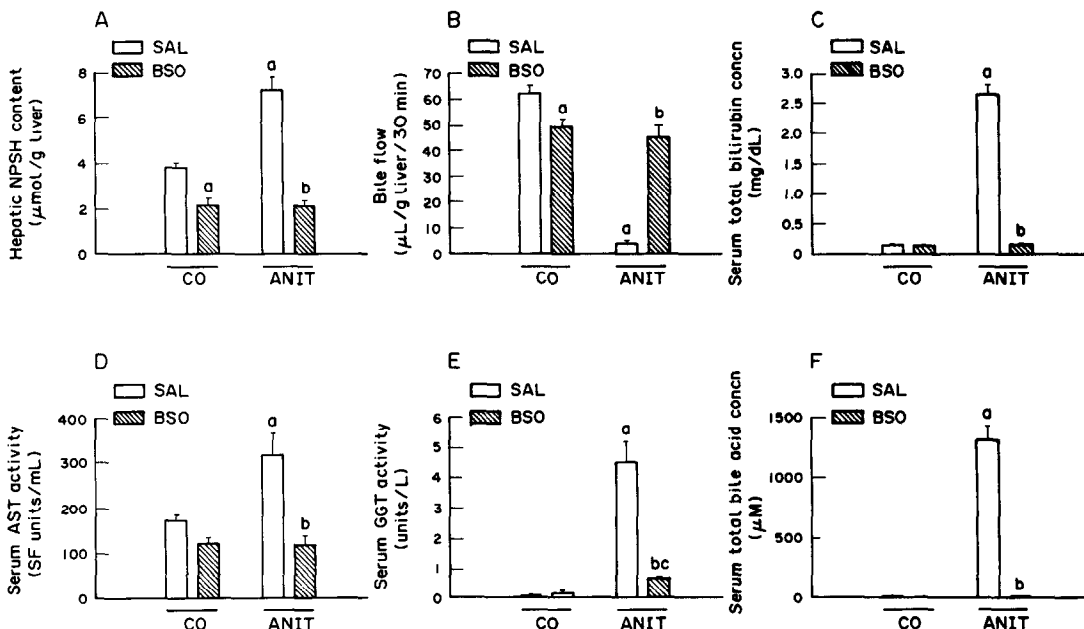 A
SAL
BSO
Hepatic NPSH content
(μmol/g liver)
8
6
4
2
0
a
a
b
CO
ANIT
B
SAL
BSO
Bile flow
(μL/g liver/30 min)
70
60
50
40
30
20
10
0
a
a
b
CO
ANIT
C
SAL
BSO
Serum total bilirubin concn
(mg/dL)
3.0
2.5
2.0
1.5
1.0
0.5
0
a
b
CO
ANIT
D
SAL
BSO
Serum AST activity
(SF units/mL)
400
300
200
100
0
a
b
CO
ANIT
E
SAL
BSO
Serum GGT activity
(units/L)
6
5
4
3
2
1
0
a
bc
CO
ANIT
F
SAL
BSO
Serum total bile acid concn
(μM)
1500
1000
500
0
a
b
CO
ANIT